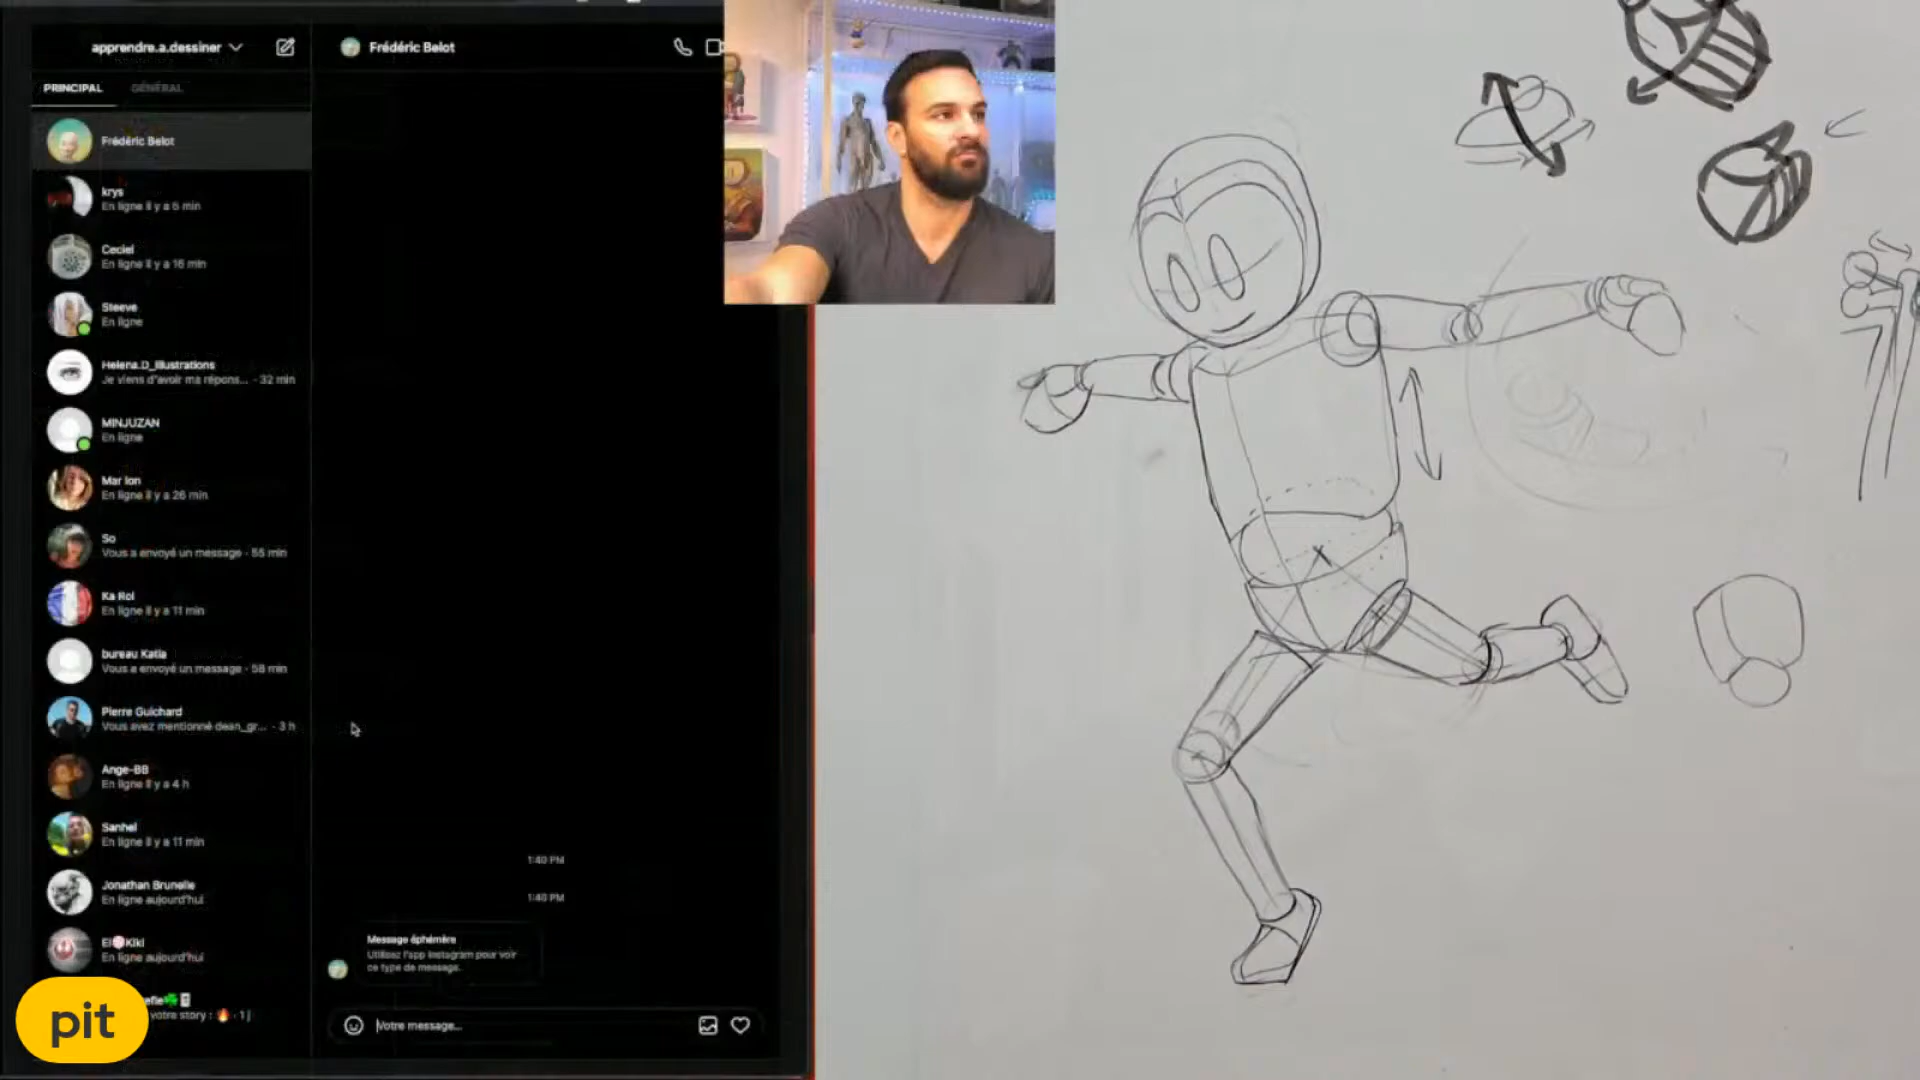 apprendre.a.dessiner
Frédéric Belot
PRINCIPAL
GÉNÉRAL
Frédéric Belot
krys
En ligne il y a 5 min
Ceciel
En ligne il y a 16 min
Steeve
En ligne
Helena.D_Illustrations
Je viens d'avoir ma répons... · 32 min
MINJUZAN
En ligne
Mar Ion
En ligne il y a 26 min
So
Vous a envoyé un message · 55 min
Ka Roi
En ligne il y a 11 min
bureau Katia
Vous a envoyé un message · 58 min
Pierre Guichard
Vous avez mentionné dean_gr... · 3 h
Ange-BB
En ligne il y a 4 h
Sanhel
En ligne il y a 11 min
Jonathan Brunelle
En ligne aujourd'hui
Kiki
En ligne aujourd'hui
votre story : 🔥 · 1 j
1:40 PM
1:40 PM
Message éphémère
Utilisez l'app Instagram pour voir
ce type de message.
Votre message...
pit